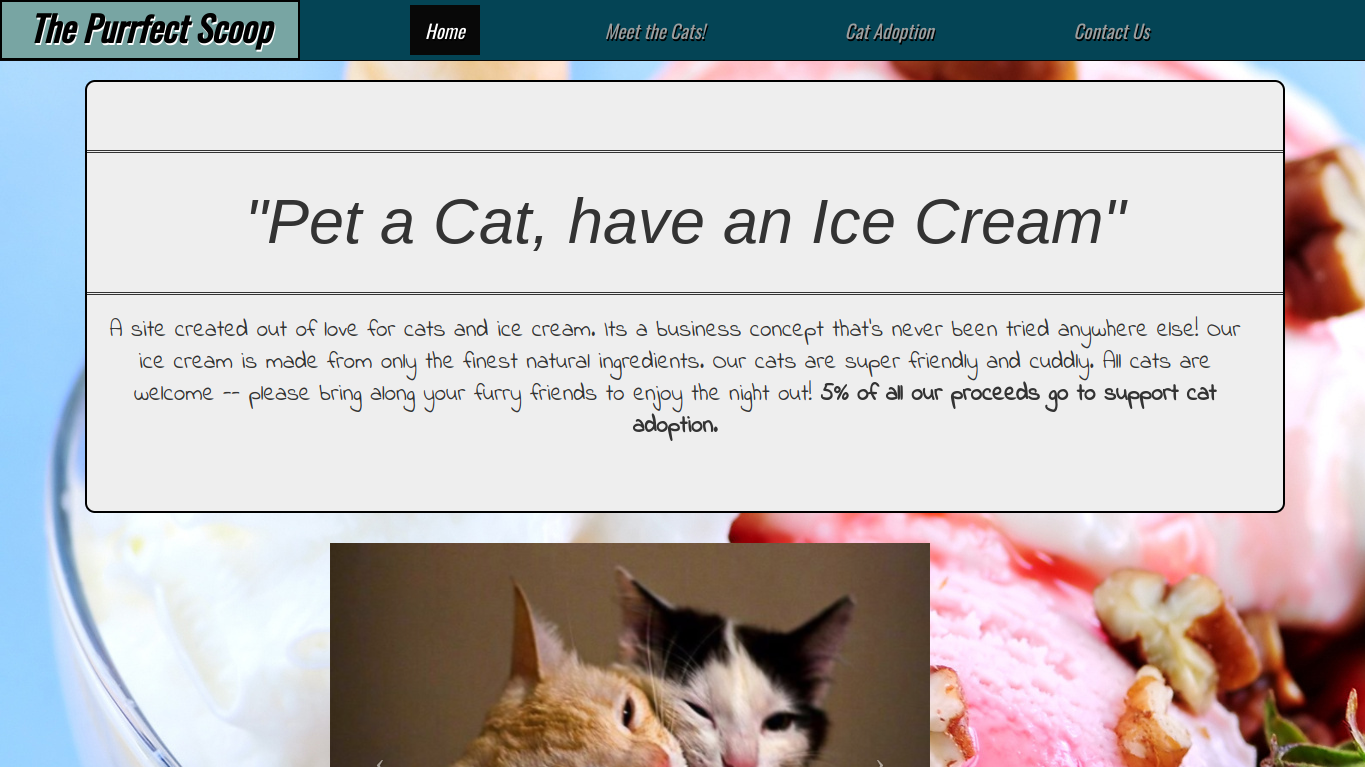 The Purrfect Scoop
Home
Meet the Cats!
Cat Adoption
Contact Us
"Pet a Cat, have an Ice Cream"
A site created out of love for cats and ice cream. Its a business concept that's never been tried anywhere else! Our
ice cream is made from only the finest natural ingredients. Our cats are super friendly and cuddly. All cats are
welcome -- please bring along your furry friends to enjoy the night out! 5% of all our proceeds go to support cat
adoption.